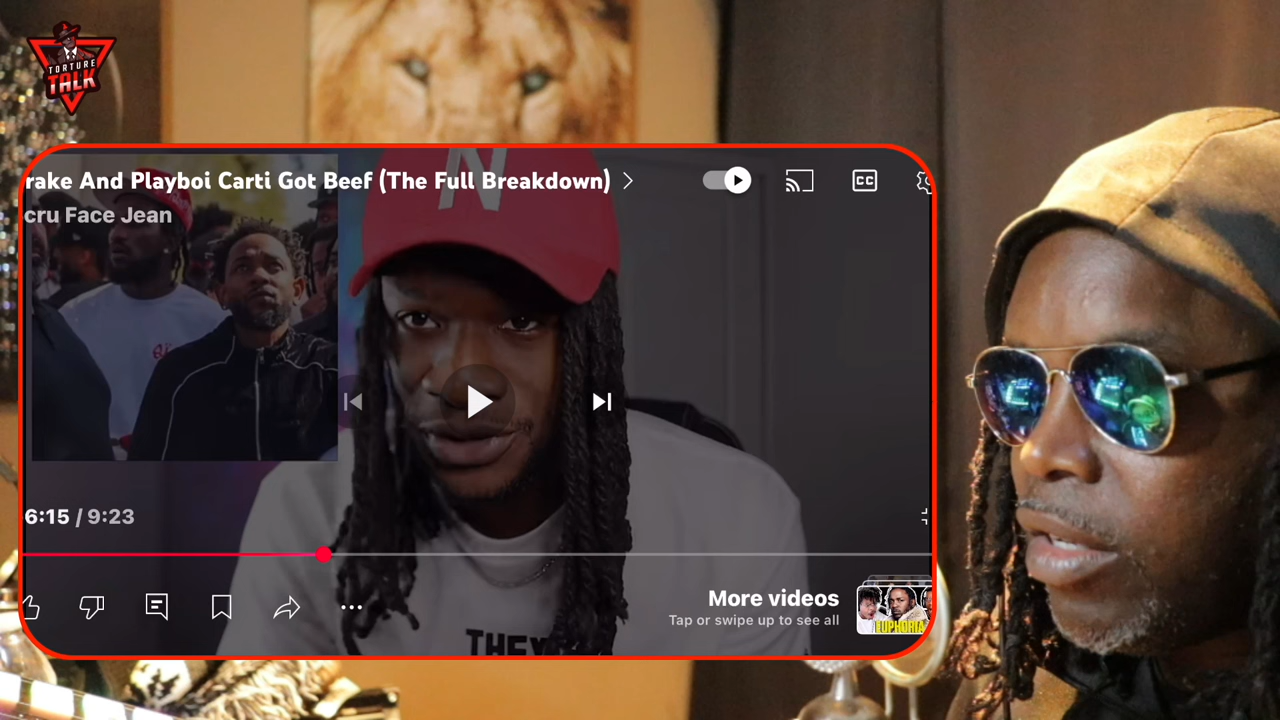 TORTURE
TALK
rake And Playboi Carti Got Beef (The Full Breakdown)
cru Face Jean
N
CC
6:15 / 9:23
More videos
Tap or swipe up to see all
EUPHORIA
THEY